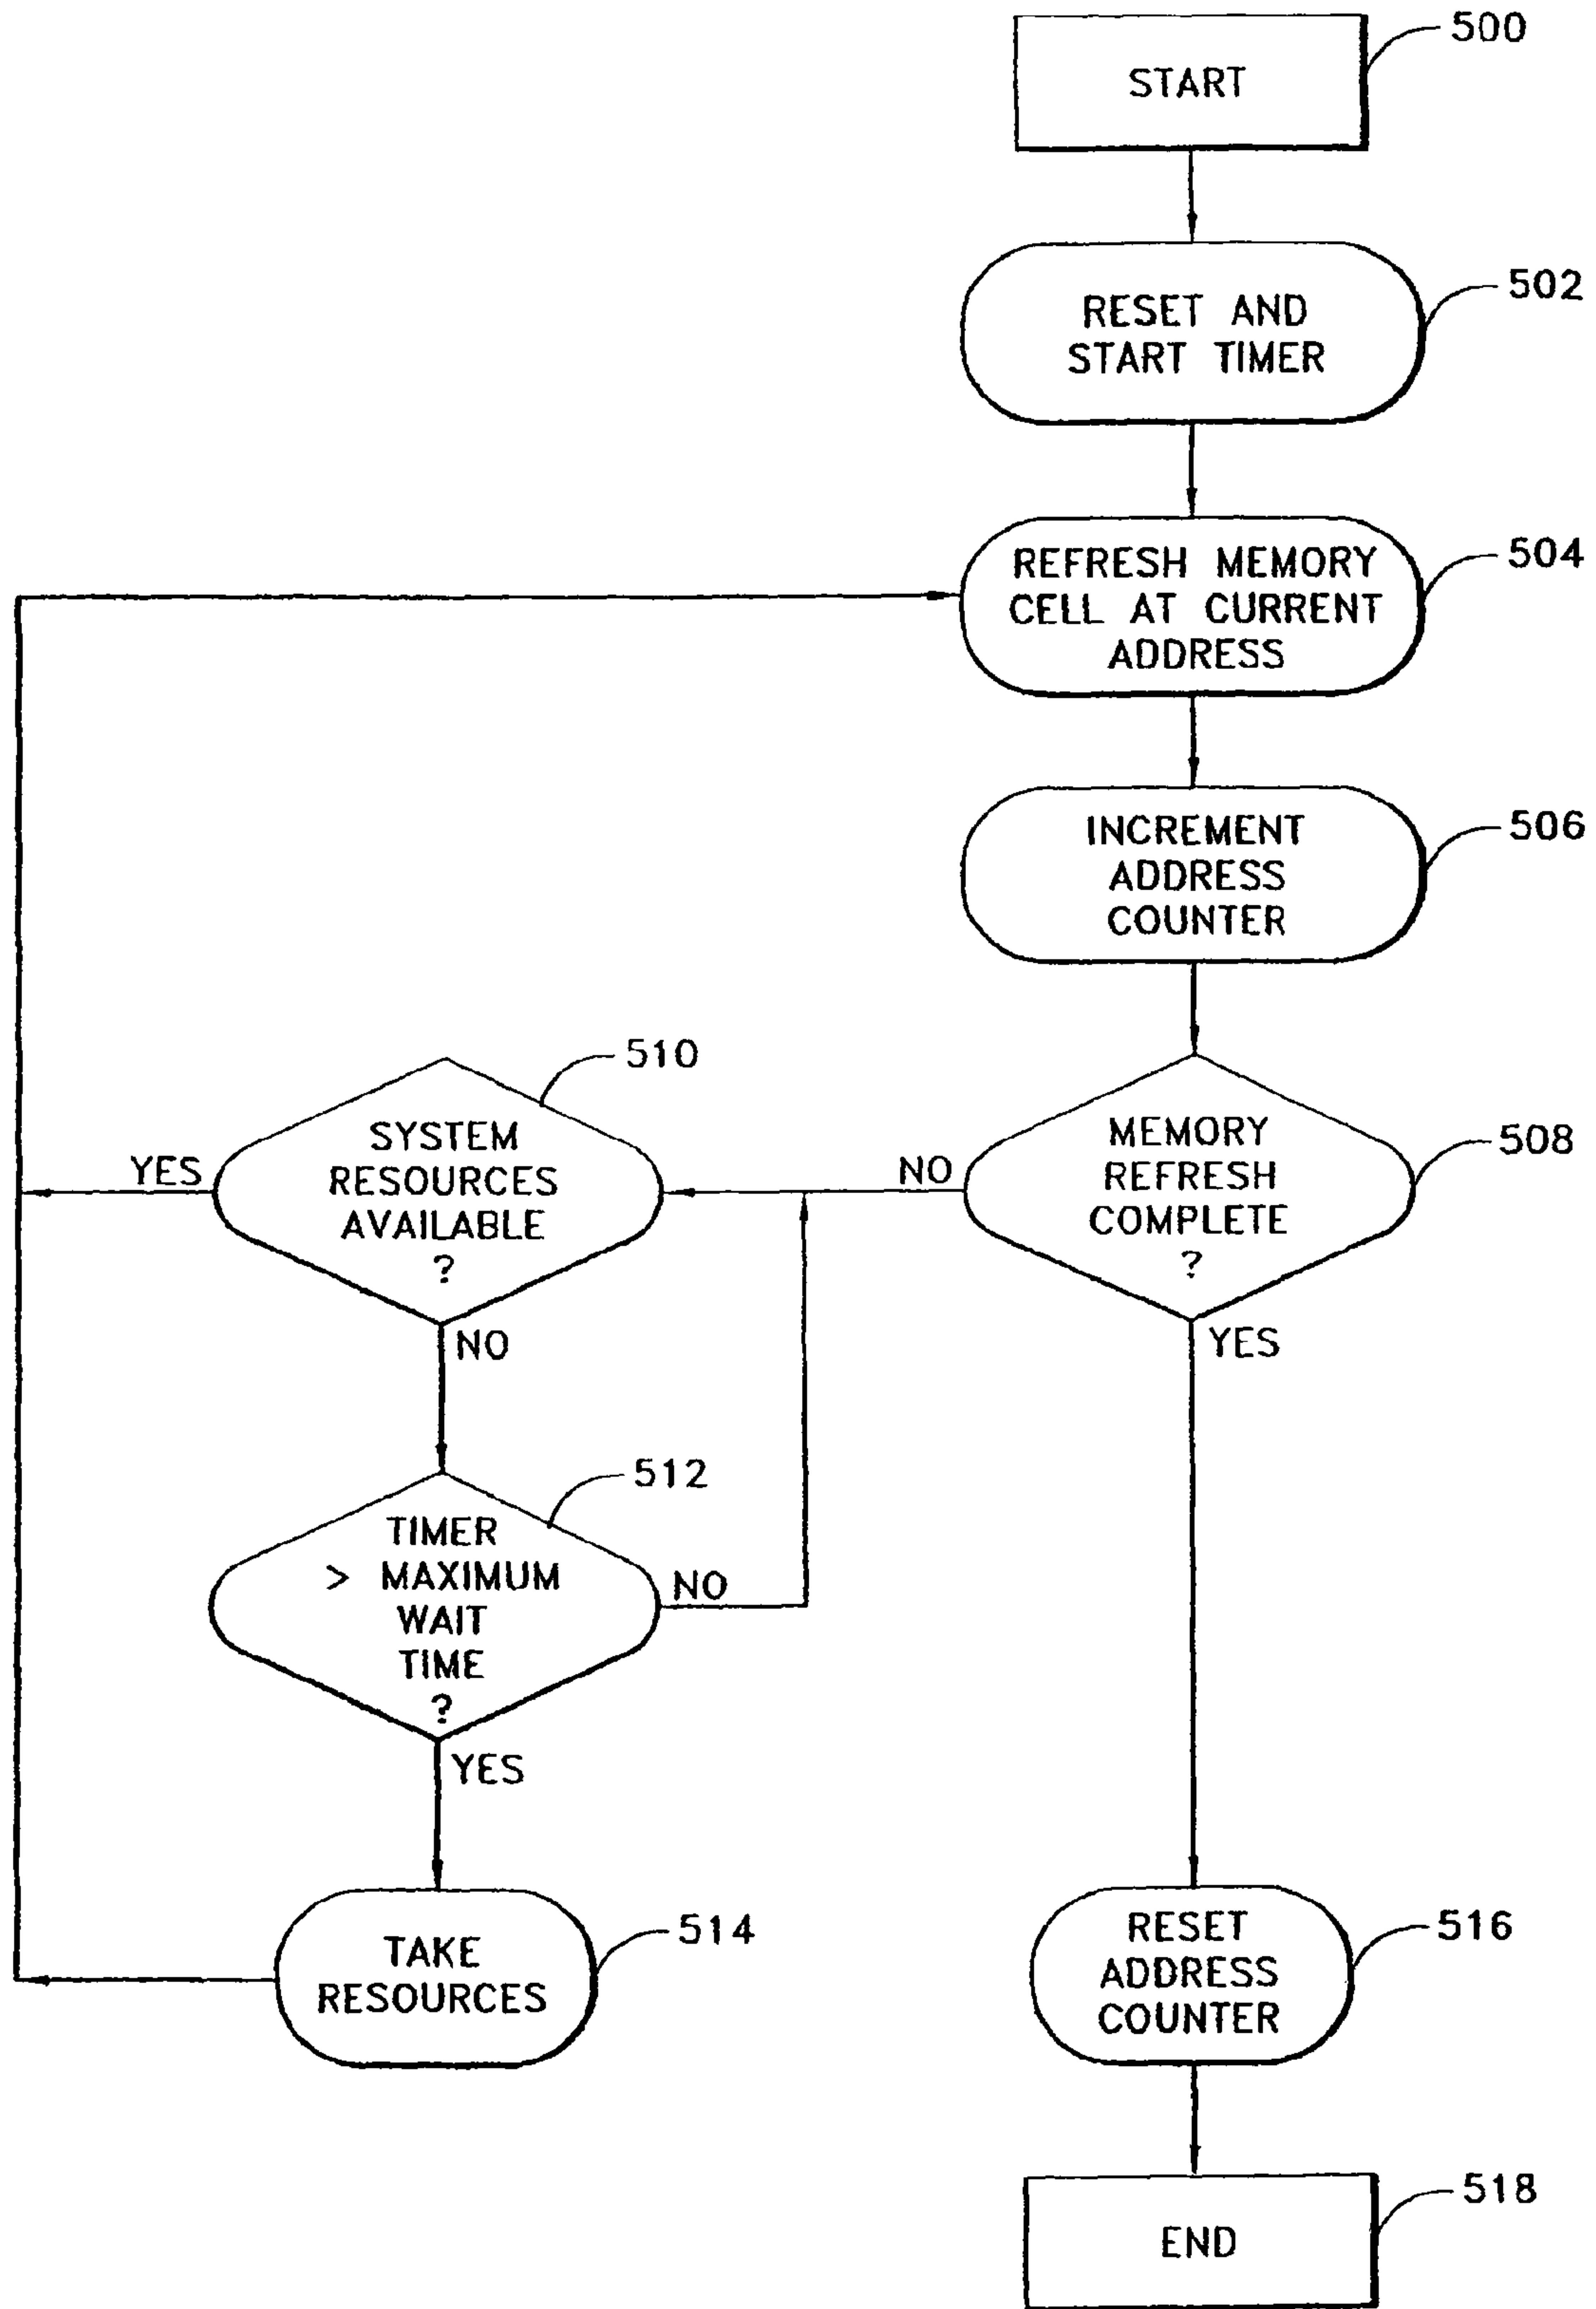 START
500
RESET AND
START TIMER
502
REFRESH MEMORY
CELL AT CURRENT
ADDRESS
504
INCREMENT
ADDRESS
COUNTER
506
MEMORY
REFRESH
COMPLETE
?
508
NO
YES
SYSTEM
RESOURCES
AVAILABLE
?
510
YES
NO
TIMER
> MAXIMUM
WAIT
TIME
?
512
NO
YES
TAKE
RESOURCES
514
RESET
ADDRESS
COUNTER
516
END
518